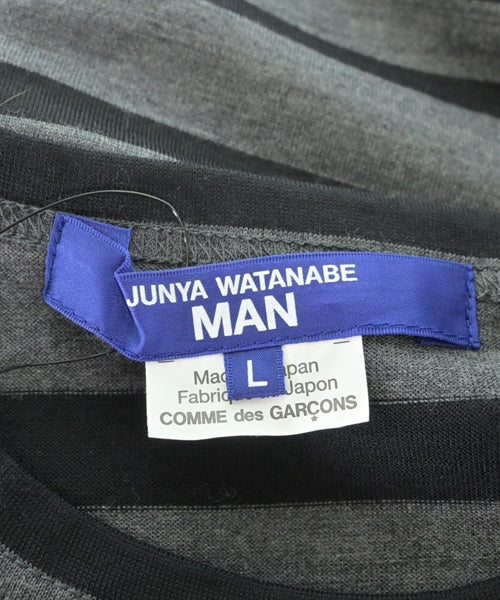 JUNYA WATANABE
MAN
L
Japan
Japon
COMME des GARÇONS